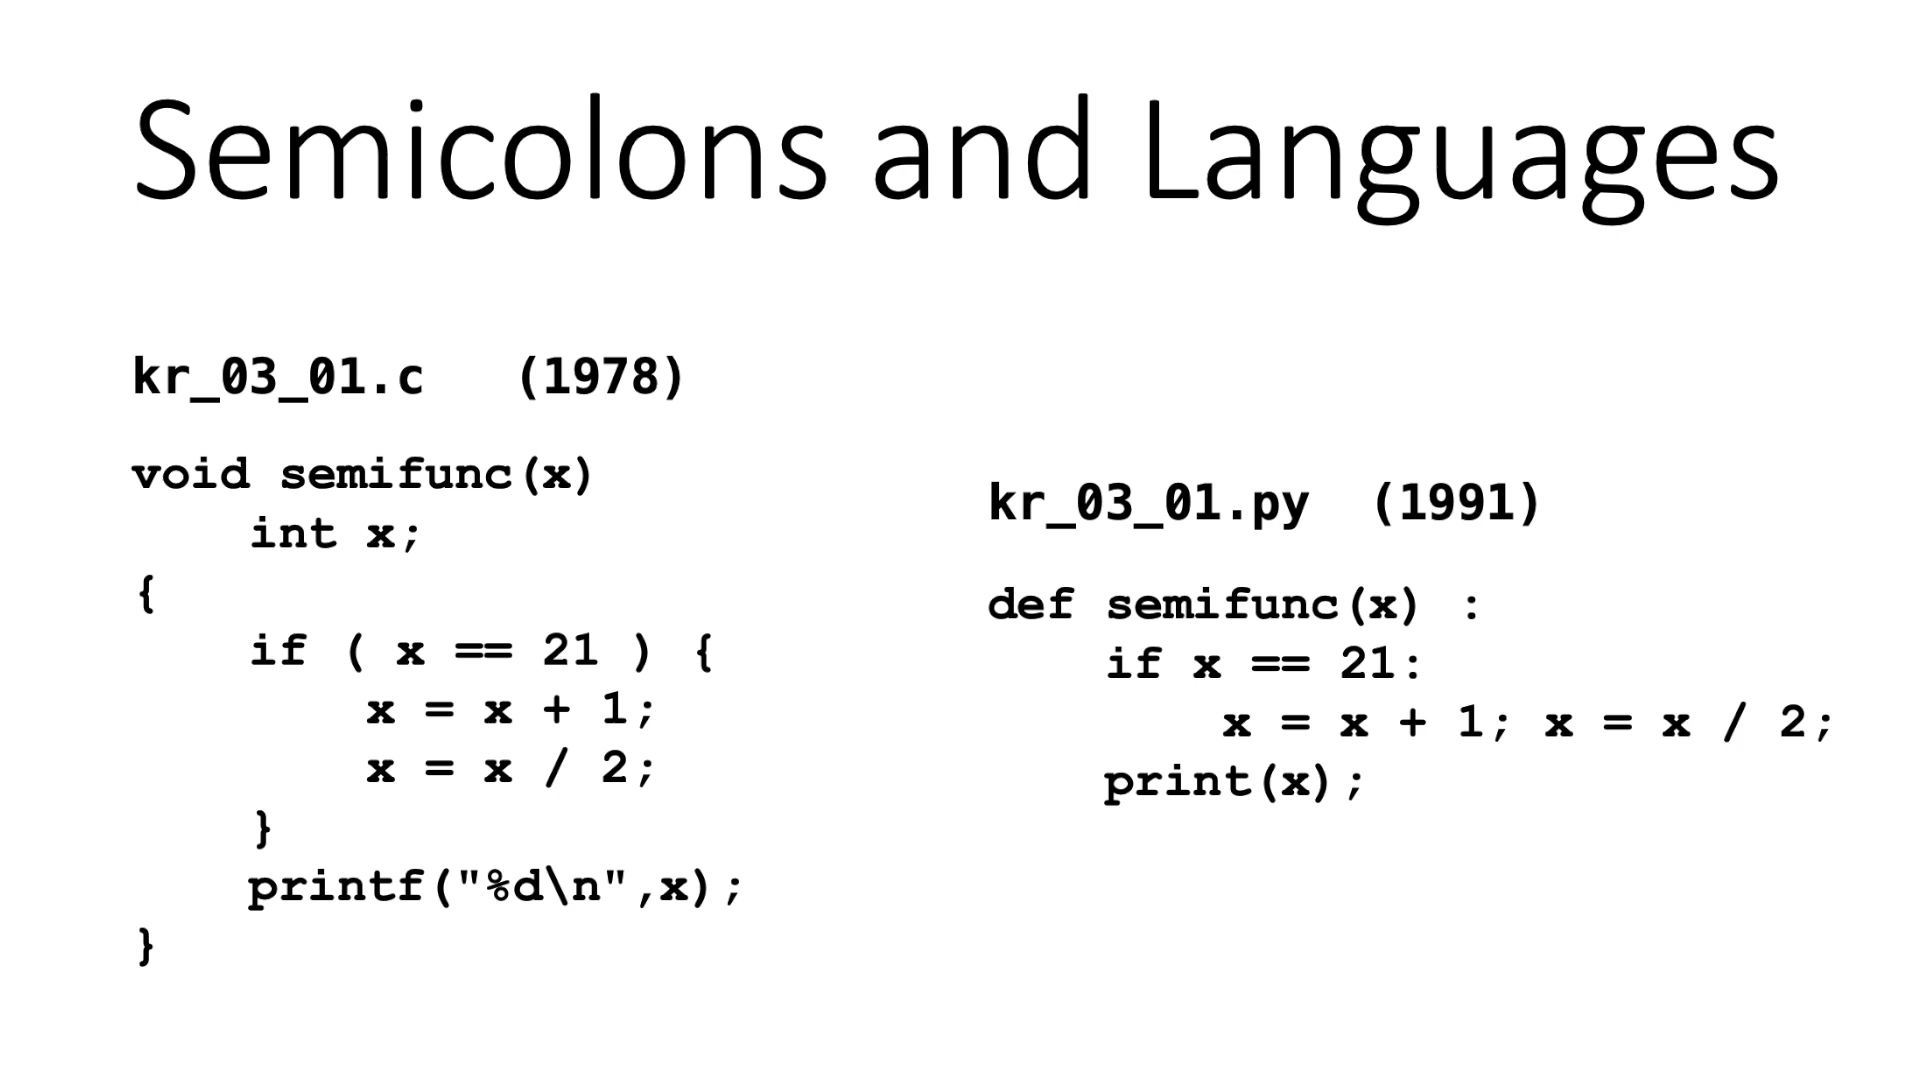 Semicolons and Languages
kr_03_01.c   (1978)
void semifunc(x)
    int x;
{
    if ( x == 21 ) {
        x = x + 1;
        x = x / 2;
    }
    printf("%d\n",x);
}
kr_03_01.py  (1991)
def semifunc(x) :
    if x == 21:
        x = x + 1; x = x / 2;
    print(x);